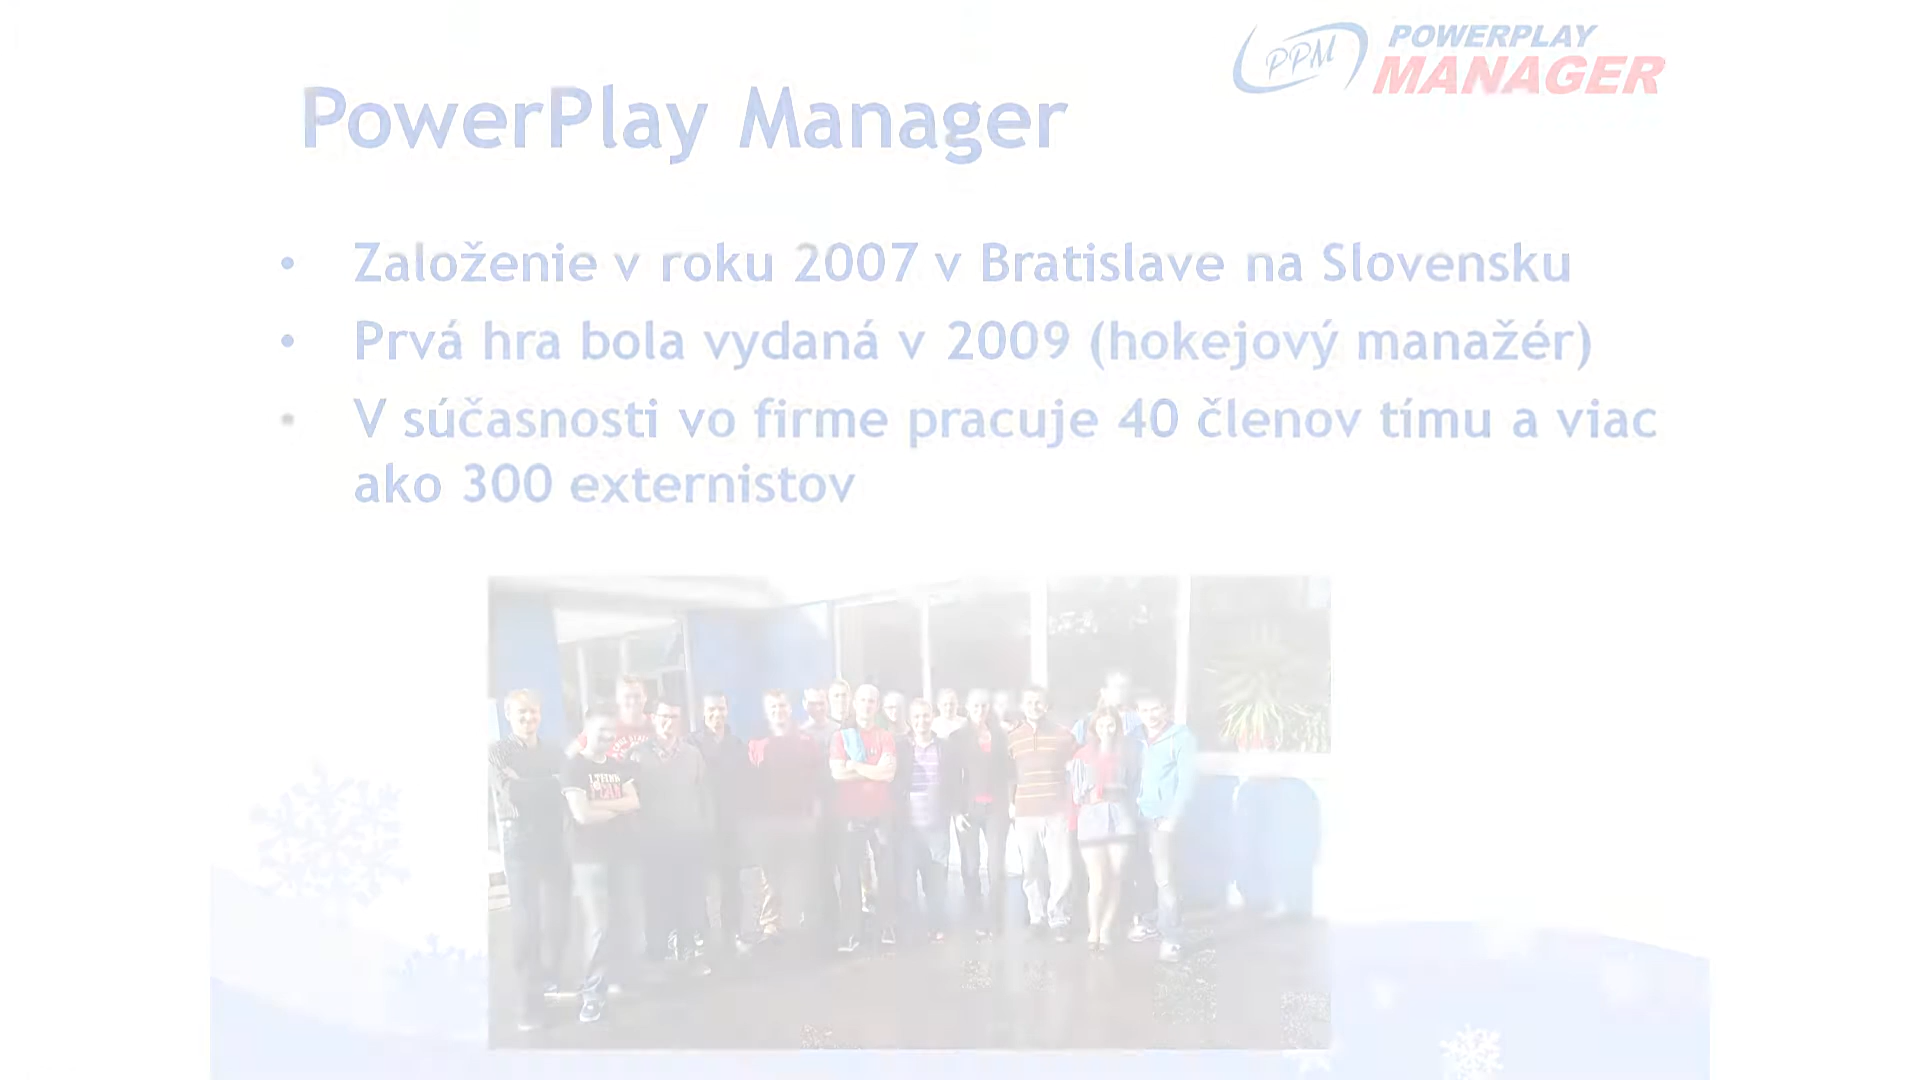 PPM
POWERPLAY
MANAGER
PowerPlay Manager
• Založenie v roku 2007 v Bratislave na Slovensku
• Prvá hra bola vydaná v 2009 (hokejový manažér)
• V súčasnosti vo firme pracuje 40 členov tímu a viac
ako 300 externistov